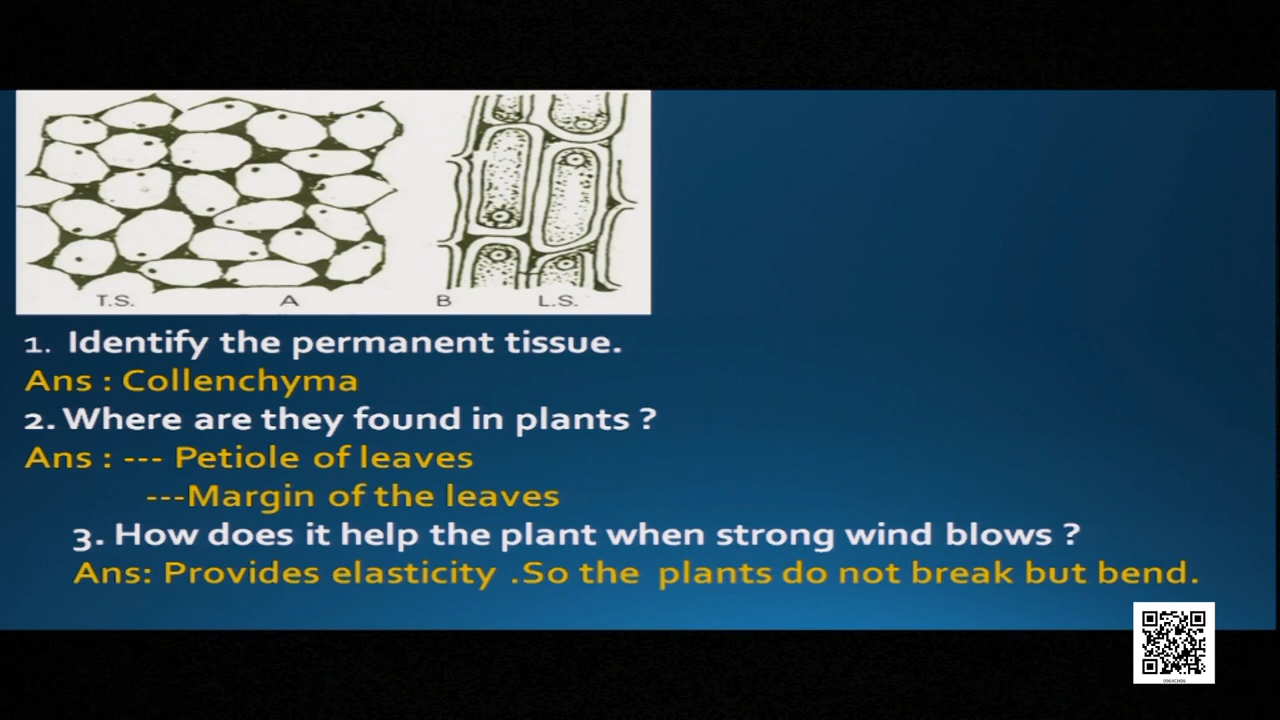 T.S. A B L.S.
1. Identify the permanent tissue.
Ans : Collenchyma
2. Where are they found in plants ?
Ans : --- Petiole of leaves
---Margin of the leaves
3. How does it help the plant when strong wind blows ?
Ans: Provides elasticity .So the plants do not break but bend.
0964CH06